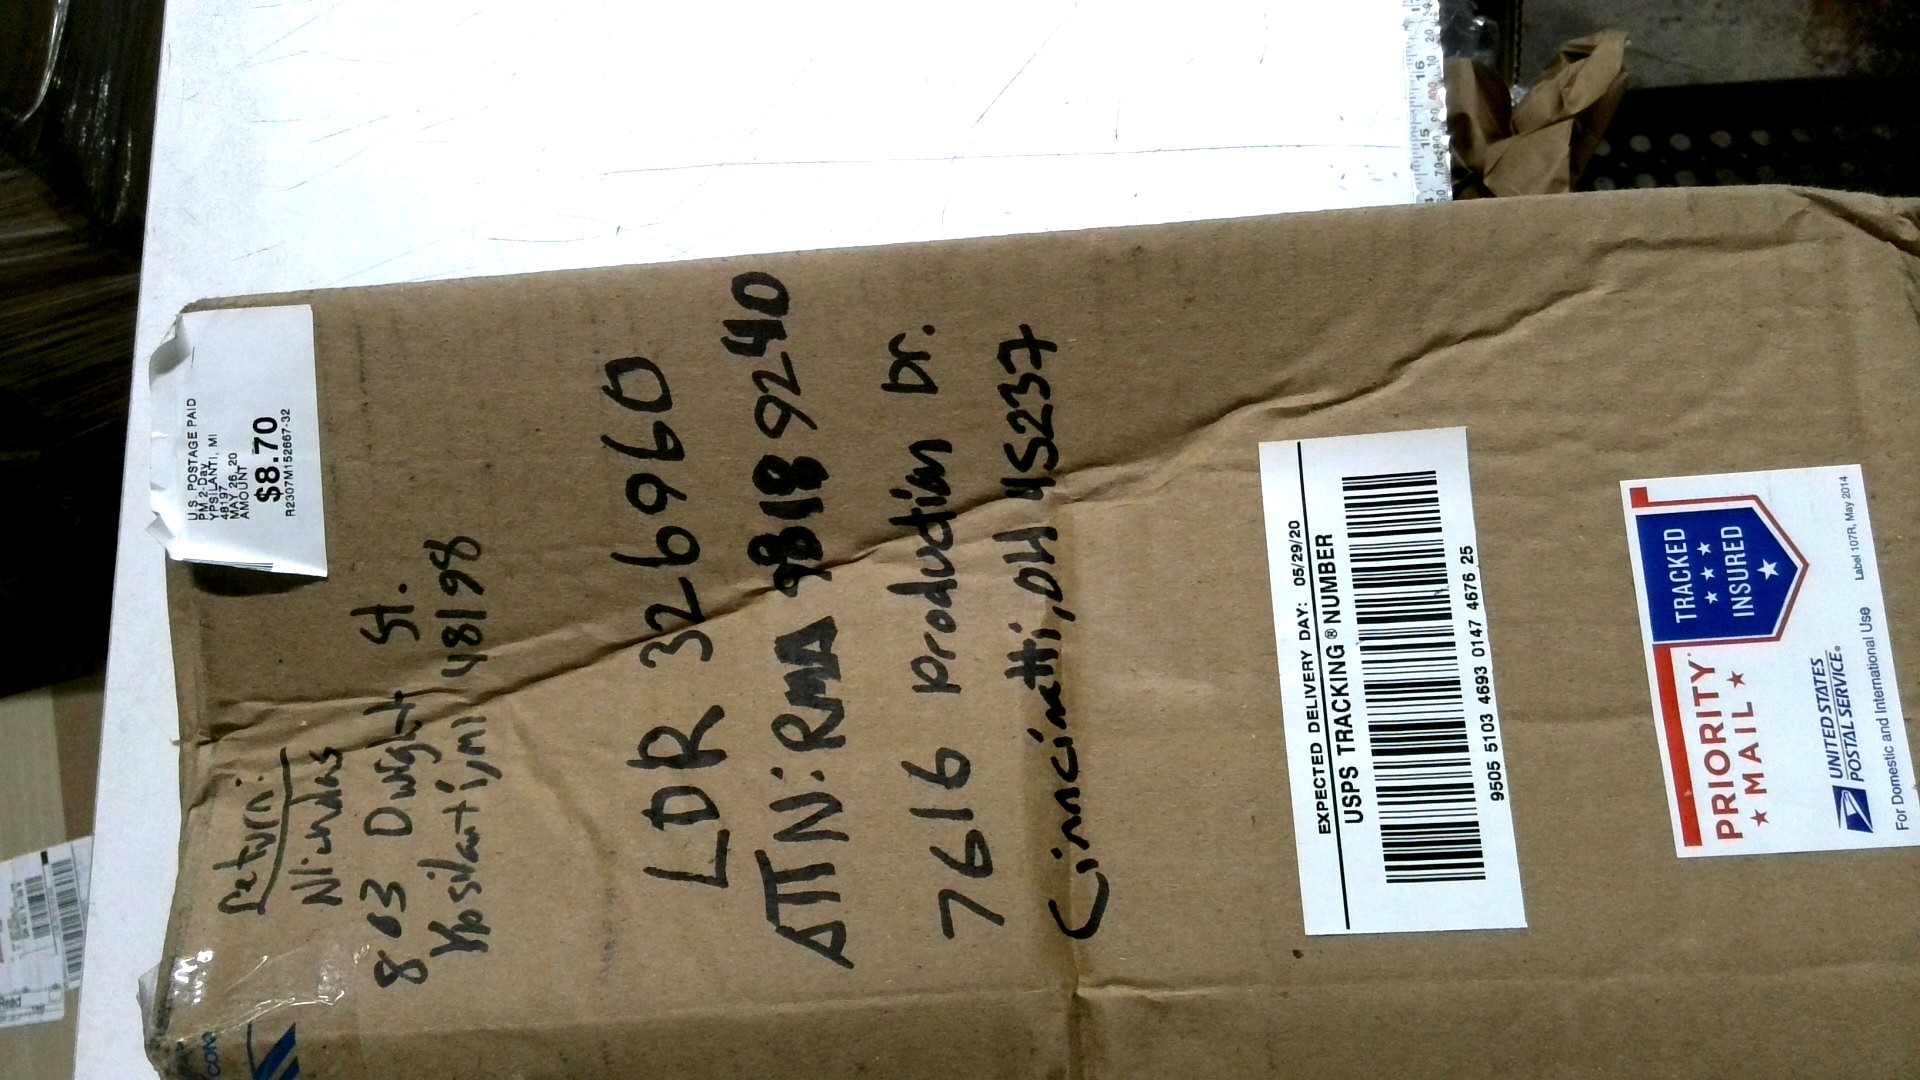 Return:
Nicholas
803 Dwight St.
Ypsilanti, MI 48198
U.S. POSTAGE PAID
PM 2-Day
YPSILANTI, MI
48197
MAY 26, 20
AMOUNT
$8.70
R2307M152667-32
LDR 326960
ATTN: RMA 98189240
7616 Production Dr.
Cincinatti, OH 45237
EXPECTED DELIVERY DAY: 05/29/20
USPS TRACKING ® NUMBER
9505 5103 4693 0147 4676 25
PRIORITY
MAIL
TRACKED
INSURED
UNITED STATES
POSTAL SERVICE®
For Domestic and International Use
Label 107R, May 2014